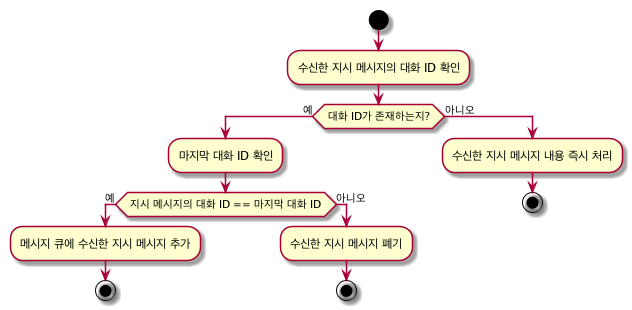 수신한 지시 메시지의 대화 ID 확인
대화 ID가 존재하는지?
예
아니오
마지막 대화 ID 확인
수신한 지시 메시지 내용 즉시 처리
지시 메시지의 대화 ID == 마지막 대화 ID
예
아니오
메시지 큐에 수신한 지시 메시지 추가
수신한 지시 메시지 폐기